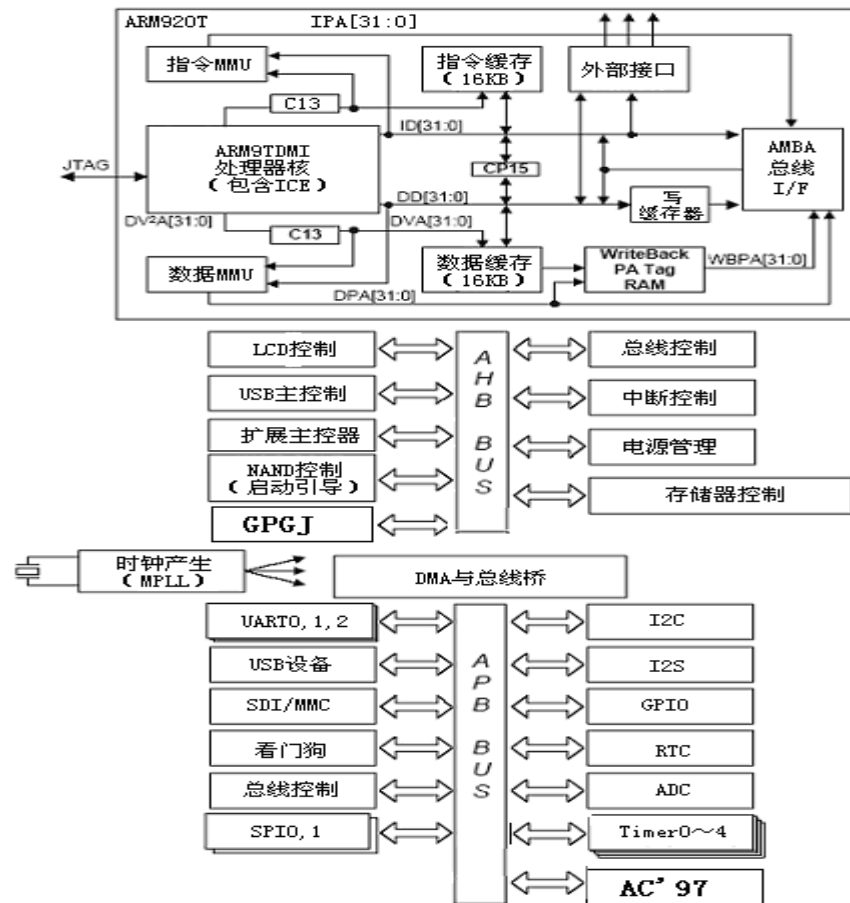 ARM920T
IPA[31:0]
指令MMU
指令缓存
(16KB)
外部接口
C13
ID[31:0]
JTAG
ARM9TDMI
处理器核
(包含ICE)
CP15
AMBA
总线
I/F
DD[31:0]
写
缓存器
DV²A[31:0]
C13
DVA[31:0]
数据MMU
数据缓存
(16KB)
WriteBack
PA Tag
RAM
WBPA[31:0]
DPA[31:0]
LCD控制
USB主控制
扩展主控器
NAND控制
(启动引导)
GPGJ
AHB BUS
总线控制
中断控制
电源管理
存储器控制
时钟产生
(MPLL)
DMA与总线桥
UART0,1,2
USB设备
SDI/MMC
看门狗
总线控制
SPI0,1
APB BUS
I2C
I2S
GPIO
RTC
ADC
Timer0～4
AC'97